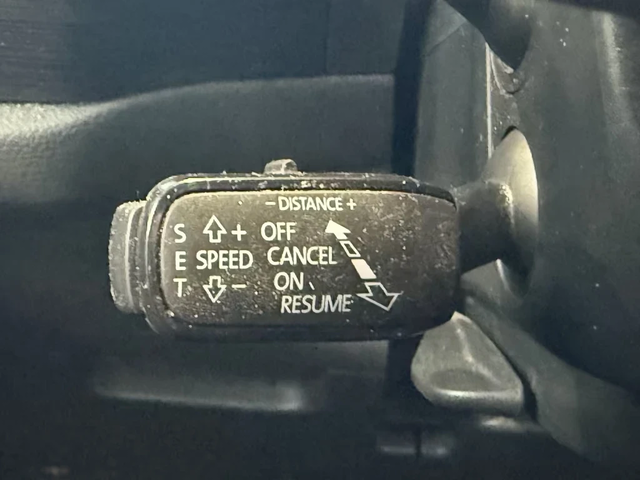 - DISTANCE +
S + OFF
E SPEED CANCEL
T - ON
RESUME